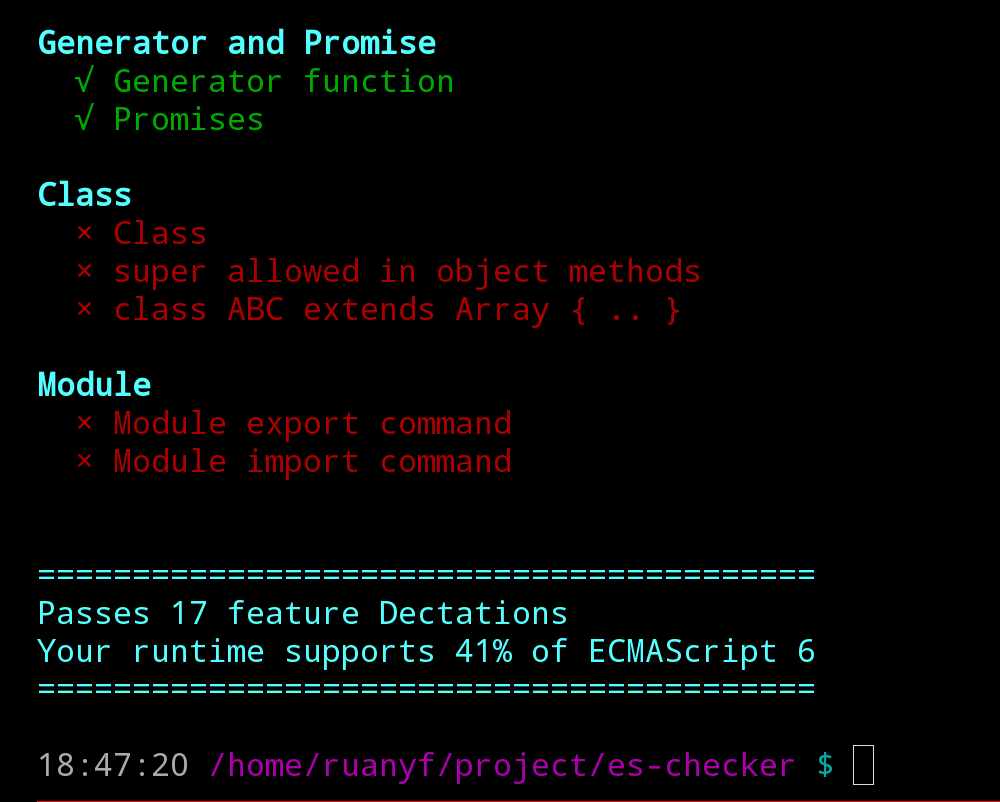 Generator and Promise
√ Generator function
√ Promises
Class
× Class
× super allowed in object methods
× class ABC extends Array { .. }
Module
× Module export command
× Module import command
=========================================
Passes 17 feature Dectations
Your runtime supports 41% of ECMAScript 6
=========================================
18:47:20 /home/ruanyf/project/es-checker $